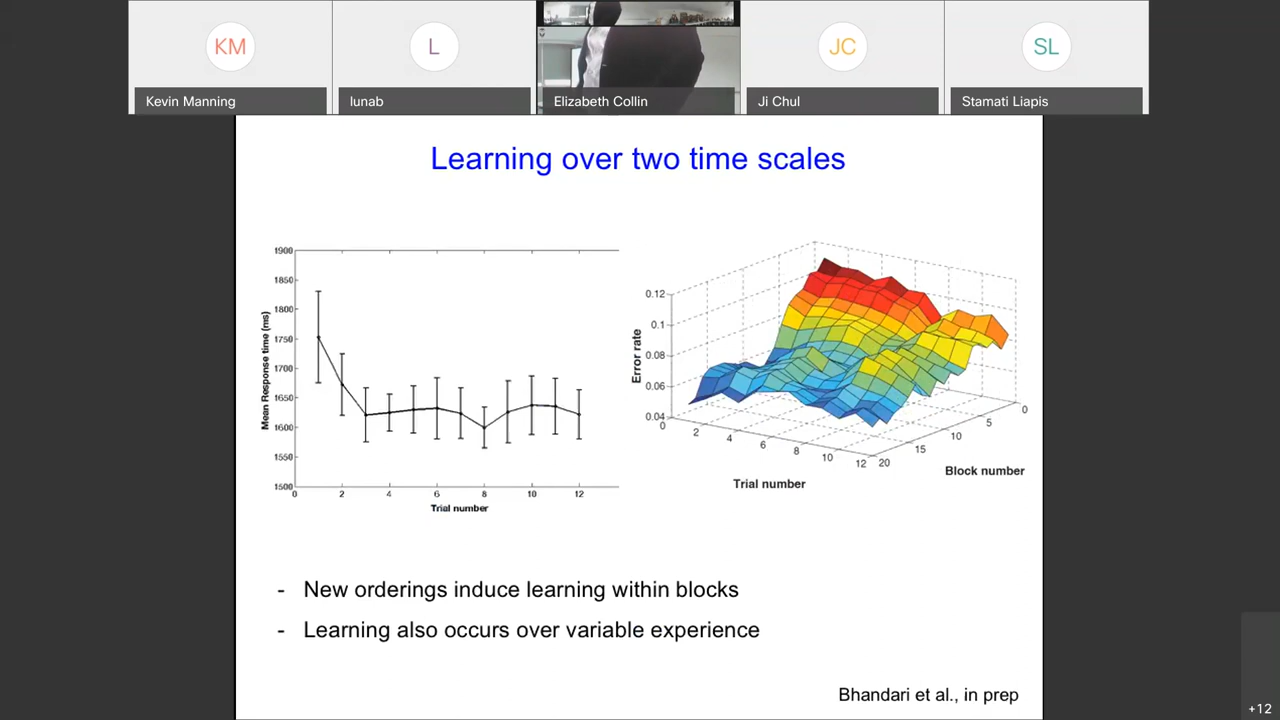 KM
L
JC
SL
Kevin Manning
lunab
Elizabeth Collin
Ji Chul
Stamati Liapis
Learning over two time scales
1900
1850
1800
1750
1700
1650
1600
1550
1500
Mean Response time (ms)
0 2 4 6 8 10 12
Trial number
0.12
0.1
0.08
0.06
0.04
Error rate
0 2 4 6 8 10 12
Trial number
20 15 10 5 0
Block number
- New orderings induce learning within blocks
- Learning also occurs over variable experience
Bhandari et al., in prep
+12